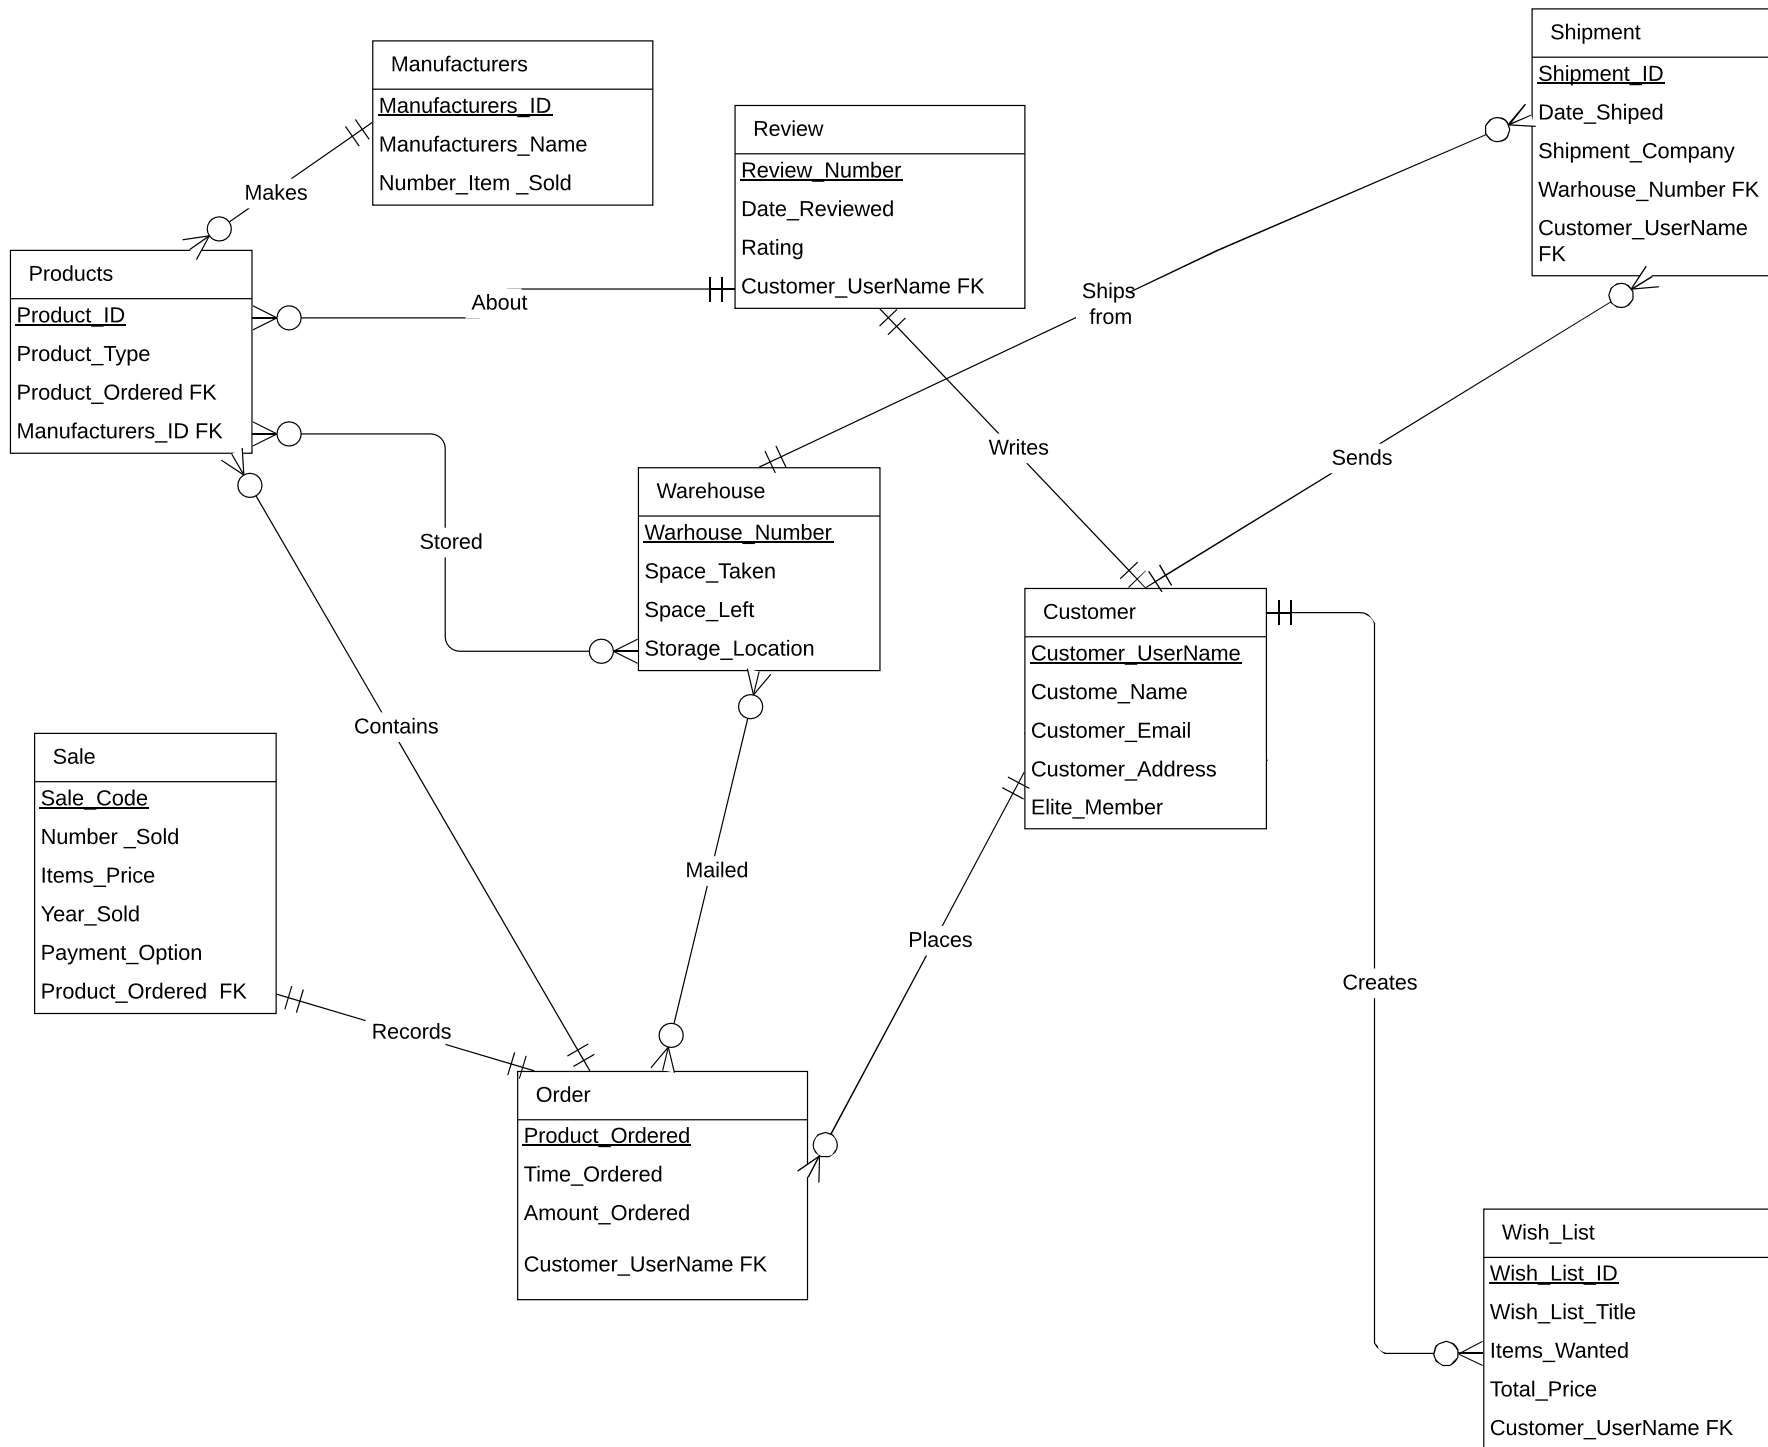 Manufacturers
Manufacturers_ID
Manufacturers_Name
Number_Item _Sold
Review
Review_Number
Date_Reviewed
Rating
Customer_UserName FK
Shipment
Shipment_ID
Date_Shiped
Shipment_Company
Warhouse_Number FK
Customer_UserName
FK
Makes
Products
Product_ID
Product_Type
Product_Ordered FK
Manufacturers_ID FK
About
Ships
from
Writes
Sends
Stored
Warehouse
Warhouse_Number
Space_Taken
Space_Left
Storage_Location
Customer
Customer_UserName
Custome_Name
Customer_Email
Customer_Address
Elite_Member
Contains
Sale
Sale_Code
Number _Sold
Items_Price
Year_Sold
Payment_Option
Product_Ordered  FK
Mailed
Places
Creates
Records
Order
Product_Ordered
Time_Ordered
Amount_Ordered
Customer_UserName FK
Wish_List
Wish_List_ID
Wish_List_Title
Items_Wanted
Total_Price
Customer_UserName FK